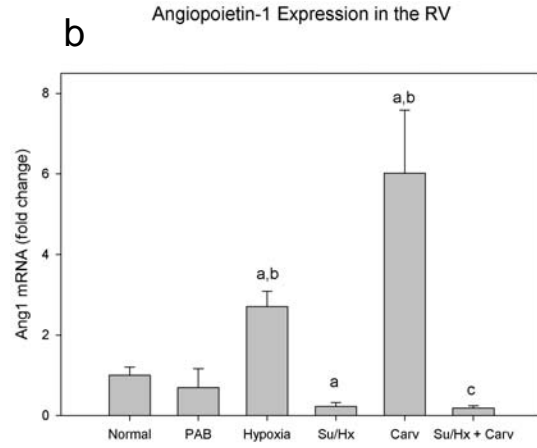 Angiopoietin-1 Expression in the RV
b
Ang1 mRNA (fold change)
8
6
4
2
0
a,b
a
a,b
c
Normal PAB Hypoxia Su/Hx Carv Su/Hx + Carv